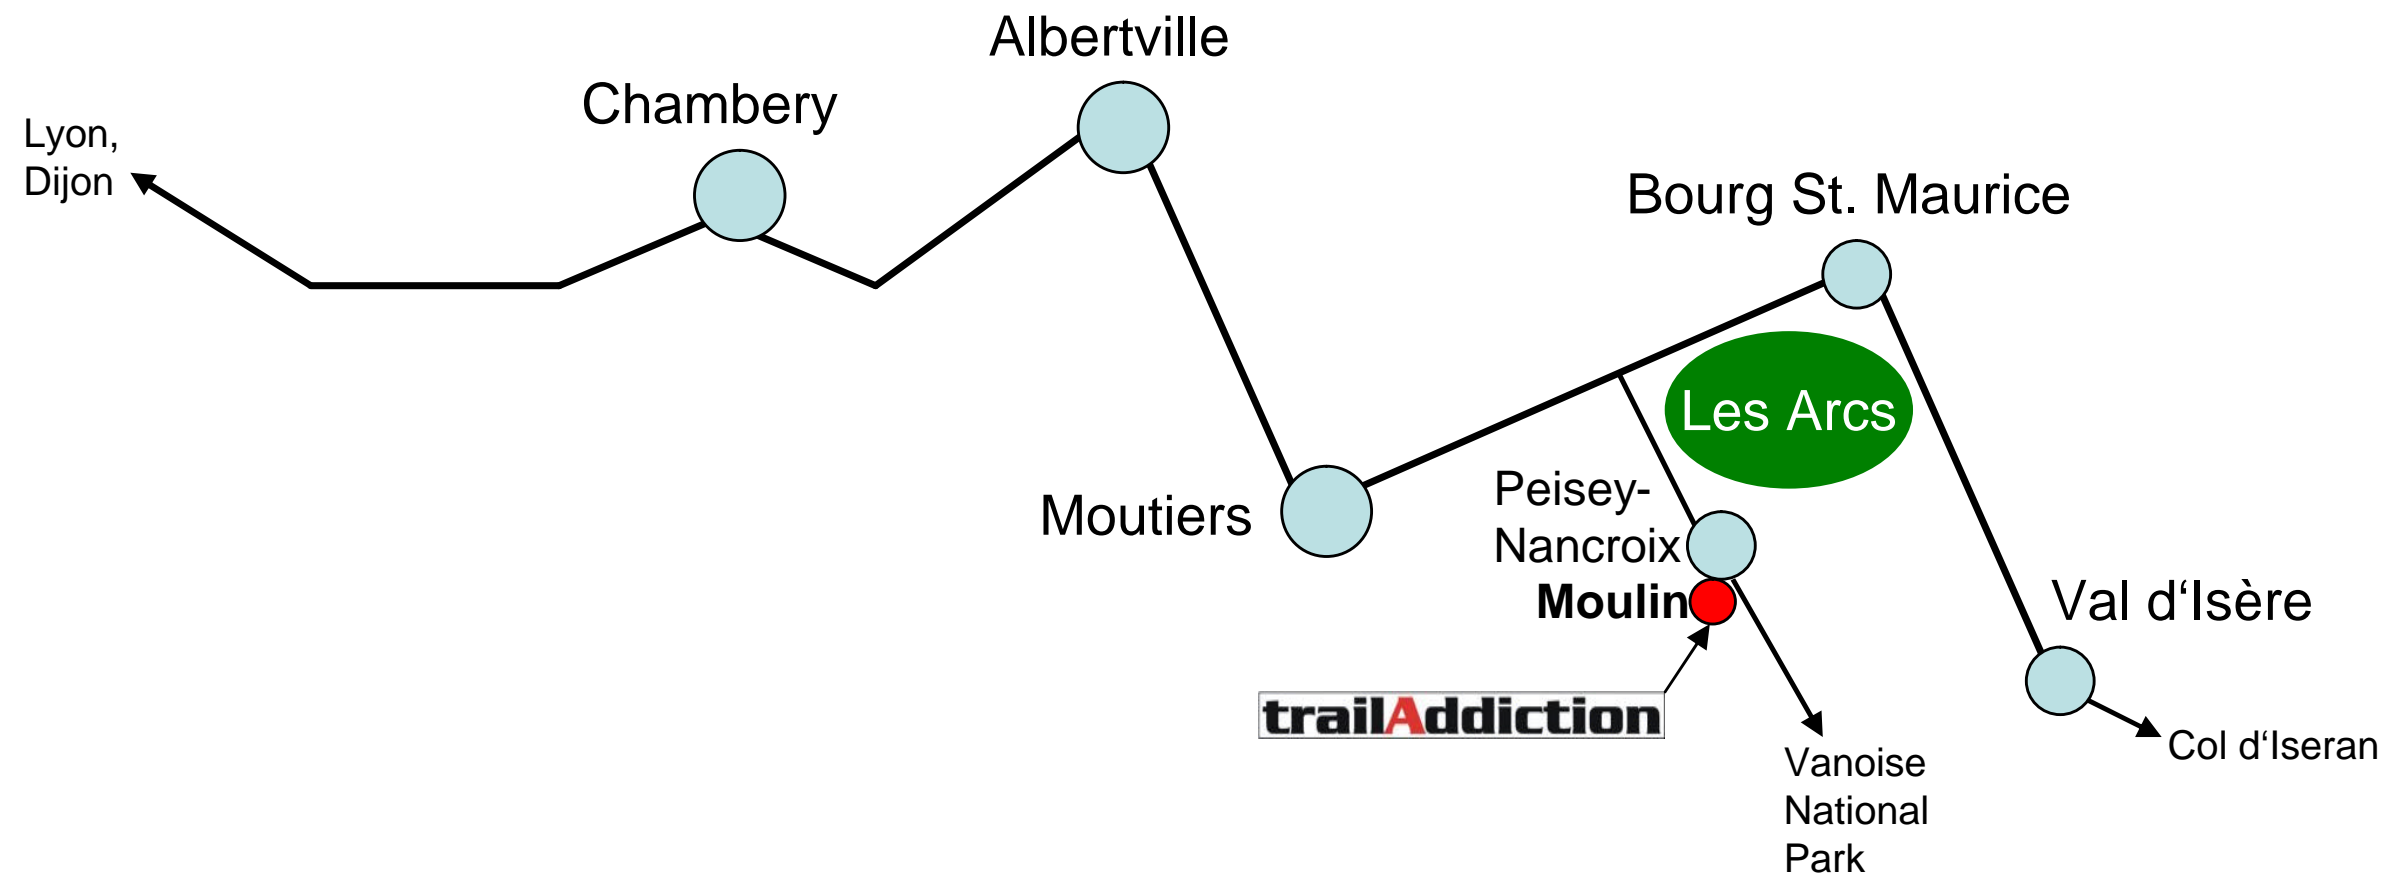 Albertville
Chambery
Lyon,
Dijon
Bourg St. Maurice
Les Arcs
Peisey-
Nancroix
Moutiers
Moulin
Val d‘Isère
trailAddiction
Col d‘Iseran
Vanoise
National
Park